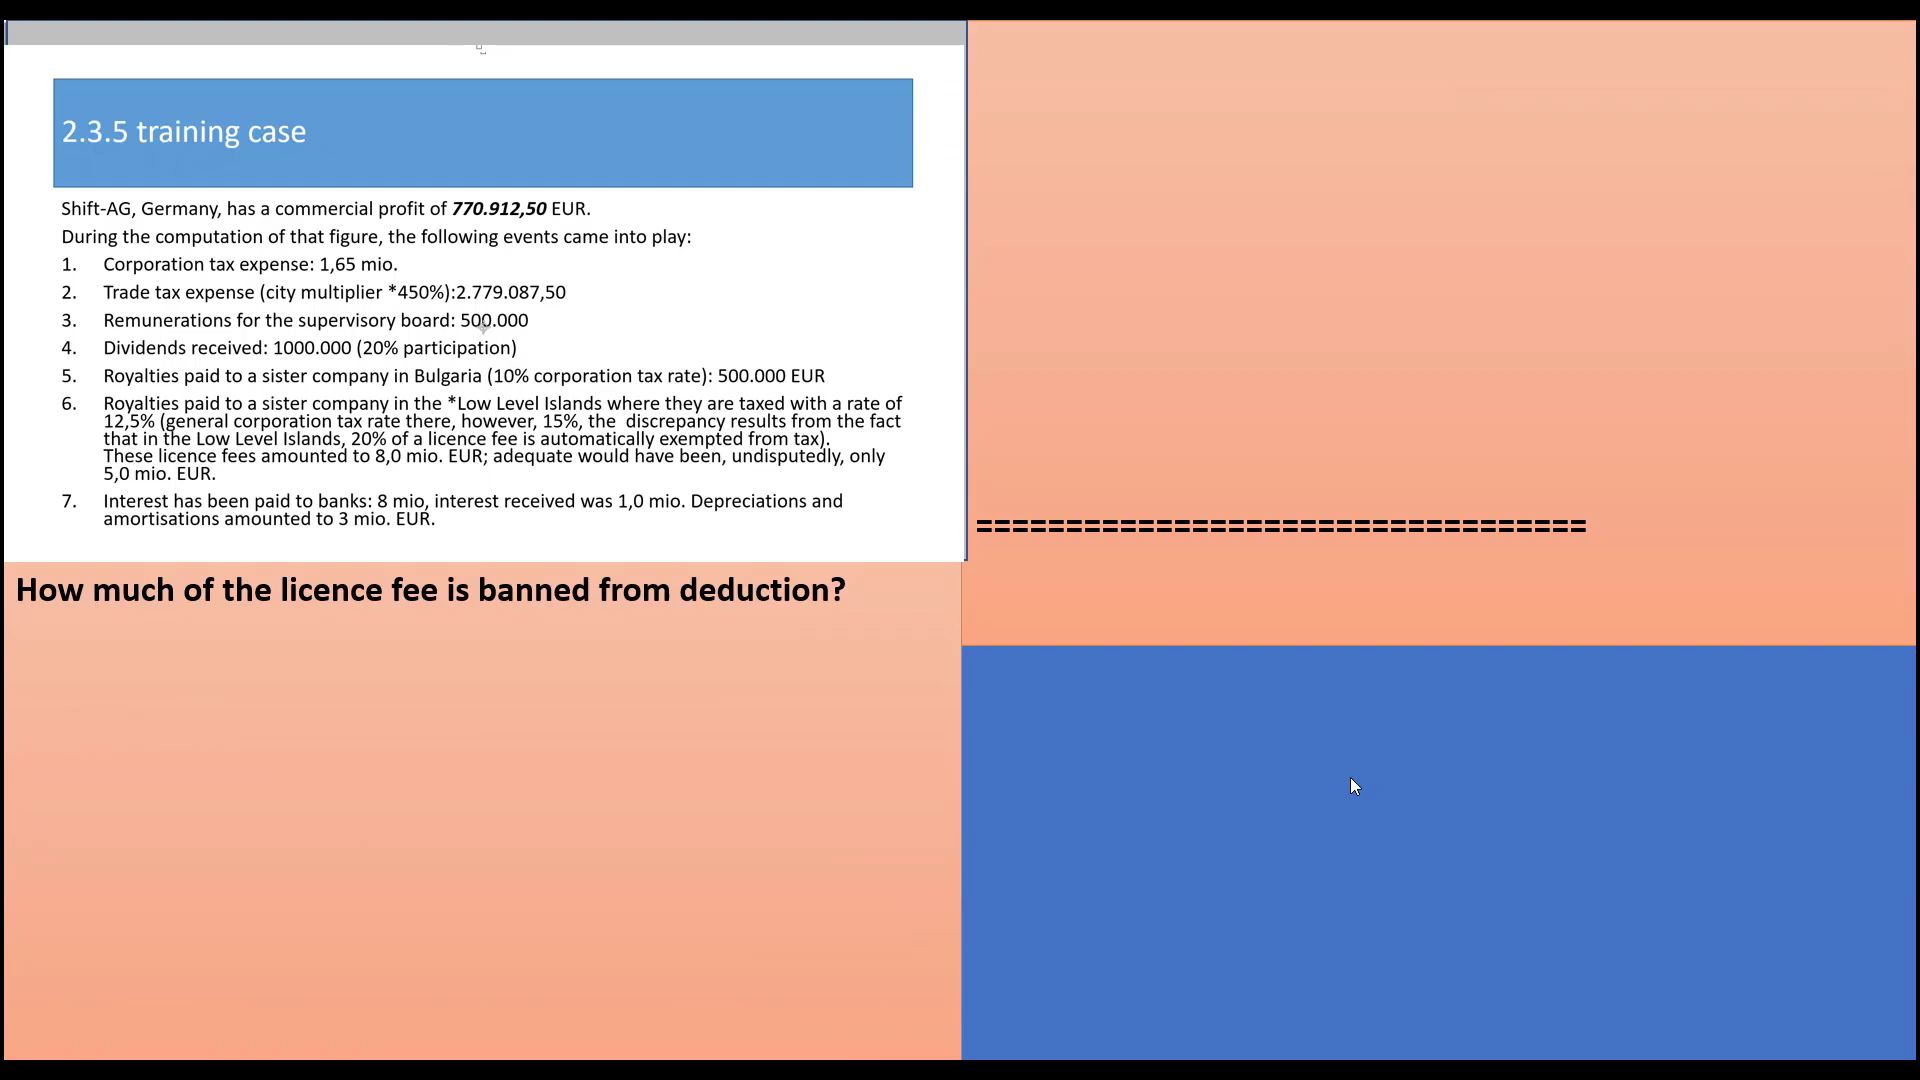 2.3.5 training case
Shift-AG, Germany, has a commercial profit of 770.912,50 EUR.
During the computation of that figure, the following events came into play:
1. Corporation tax expense: 1,65 mio.
2. Trade tax expense (city multiplier *450%):2.779.087,50
3. Remunerations for the supervisory board: 500.000
4. Dividends received: 1000.000 (20% participation)
5. Royalties paid to a sister company in Bulgaria (10% corporation tax rate): 500.000 EUR
6. Royalties paid to a sister company in the *Low Level Islands where they are taxed with a rate of
12,5% (general corporation tax rate there, however, 15%, the discrepancy results from the fact
that in the Low Level Islands, 20% of a licence fee is automatically exempted from tax).
These licence fees amounted to 8,0 mio. EUR; adequate would have been, undisputedly, only
5,0 mio. EUR.
7. Interest has been paid to banks: 8 mio, interest received was 1,0 mio. Depreciations and
amortisations amounted to 3 mio. EUR.
==================================
How much of the licence fee is banned from deduction?